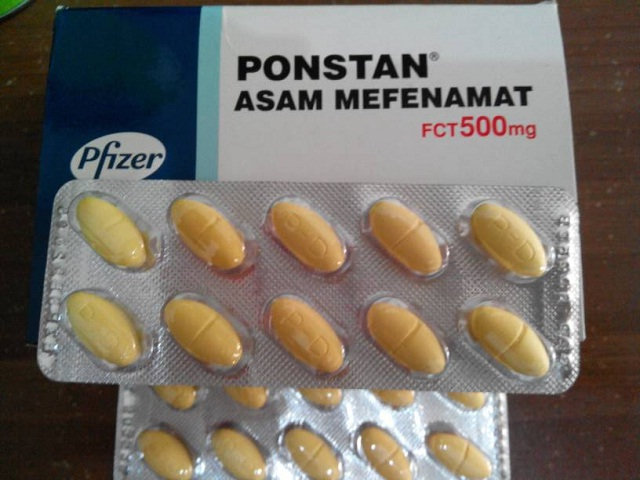 PONSTAN®
ASAM MEFENAMAT
FCT500mg
Pfizer
P-D
P-D
P-D
P-D